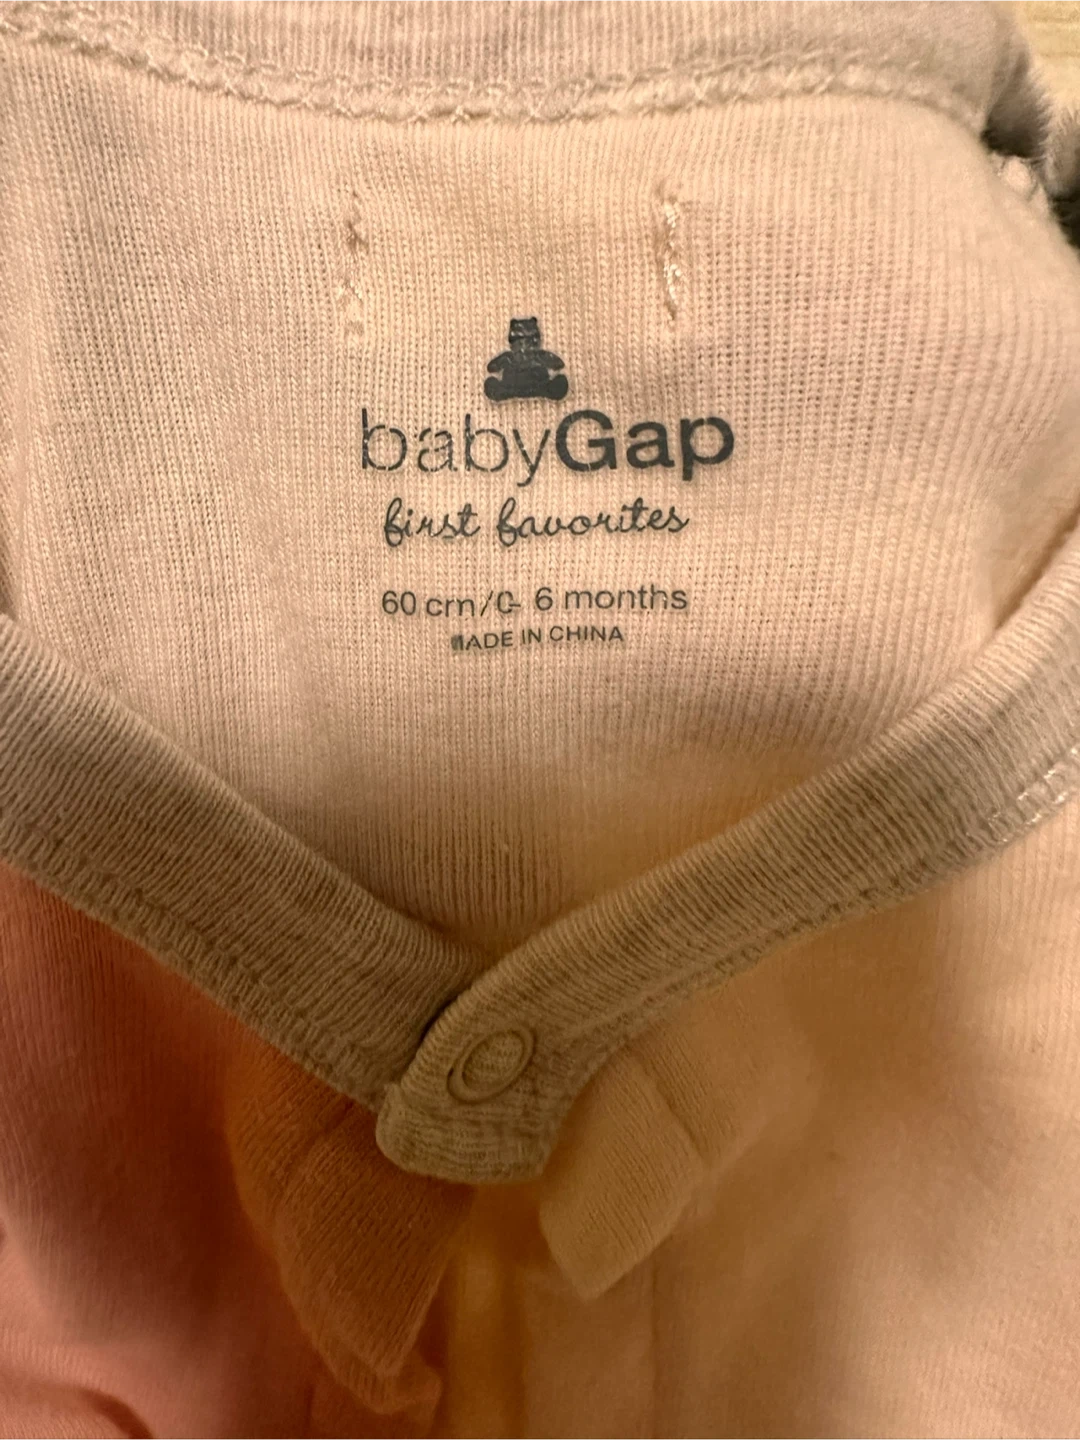 babyGap
first favorites
60 cm/0- 6 months
MADE IN CHINA